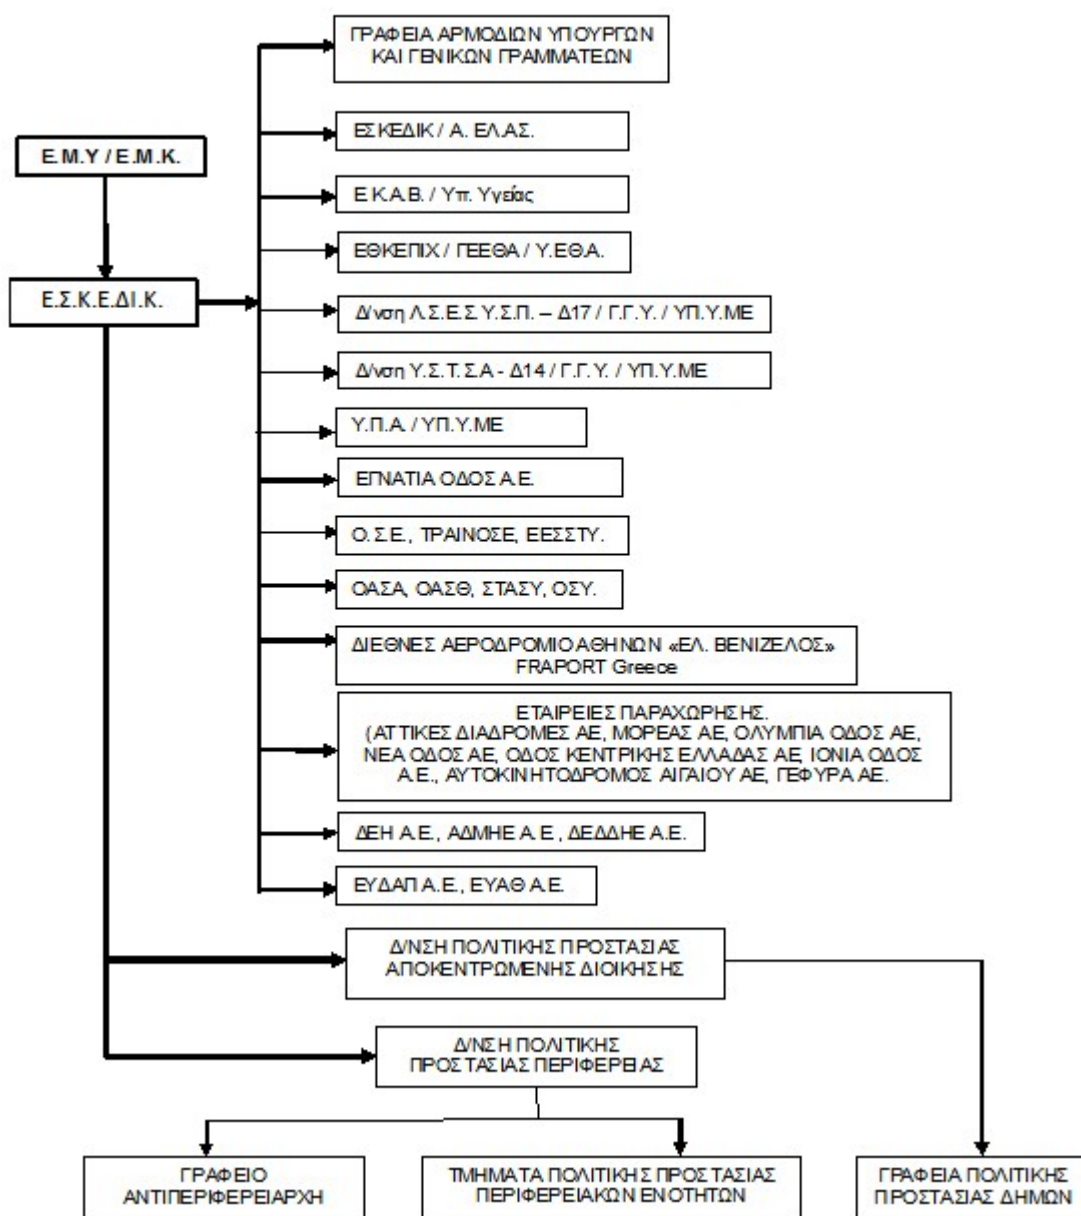 ΓΡΑΦΕΙΑ ΑΡΜΟΔΙΩΝ ΥΠΟΥΡΓΩΝ
ΚΑΙ ΓΕΝΙΚΩΝ ΓΡΑΜΜΑΤΕΩΝ
ΕΣΚΕΔΙΚ / Α. ΕΛ.ΑΣ.
Ε.Μ.Υ / Ε.Μ.Κ.
Ε.Κ.Α.Β. / Υπ. Υγείας
ΕΘΚΕΠΙΧ / ΓΕΕΘΑ / Υ.ΕΘ.Α.
Ε.Σ.Κ.Ε.ΔΙ.Κ.
Δ/νση Λ.Σ.Ε.Σ.Υ.Σ.Π. – Δ17 / Γ.Γ.Υ. / ΥΠ.Υ.ΜΕ
Δ/νση Υ.Σ.Τ.Σ.Α - Δ14 / Γ.Γ.Υ. / ΥΠ.Υ.ΜΕ
Υ.Π.Α. / ΥΠ.Υ.ΜΕ
ΕΓΝΑΤΙΑ ΟΔΟΣ Α.Ε.
Ο.Σ.Ε., ΤΡΑΙΝΟΣΕ, ΕΕΣΣΤΥ.
ΟΑΣΑ, ΟΑΣΘ, ΣΤΑΣΥ, ΟΣΥ.
ΔΙΕΘΝΕΣ ΑΕΡΟΔΡΟΜΙΟ ΑΘΗΝΩΝ «ΕΛ. ΒΕΝΙΖΕΛΟΣ»
FRAPORT Greece
ΕΤΑΙΡΕΙΕΣ ΠΑΡΑΧΩΡΗΣΗΣ.
(ΑΤΤΙΚΕΣ ΔΙΑΔΡΟΜΕΣ ΑΕ, ΜΟΡΕΑΣ ΑΕ, ΟΛΥΜΠΙΑ ΟΔΟΣ ΑΕ,
ΝΕΑ ΟΔΟΣ ΑΕ, ΟΔΟΣ ΚΕΝΤΡΙΚΗΣ ΕΛΛΑΔΑΣ ΑΕ, ΙΟΝΙΑ ΟΔΟΣ
Α.Ε., ΑΥΤΟΚΙΝΗΤΟΔΡΟΜΟΣ ΑΙΓΑΙΟΥ ΑΕ, ΓΕΦΥΡΑ ΑΕ.
ΔΕΗ Α.Ε., ΑΔΜΗΕ Α.Ε., ΔΕΔΔΗΕ Α.Ε.
ΕΥΔΑΠ Α.Ε., ΕΥΑΘ Α.Ε.
Δ/ΝΣΗ ΠΟΛΙΤΙΚΗΣ ΠΡΟΣΤΑΣΙΑΣ
ΑΠΟΚΕΝΤΡΩΜΕΝΗΣ ΔΙΟΙΚΗΣΗΣ
Δ/ΝΣΗ ΠΟΛΙΤΙΚΗΣ
ΠΡΟΣΤΑΣΙΑΣ ΠΕΡΙΦΕΡΕΙΑΣ
ΓΡΑΦΕΙΟ
ΑΝΤΙΠΕΡΙΦΕΡΕΙΑΡΧΗ
ΤΜΗΜΑΤΑ ΠΟΛΙΤΙΚΗΣ ΠΡΟΣΤΑΣΙΑΣ
ΠΕΡΙΦΕΡΕΙΑΚΩΝ ΕΝΟΤΗΤΩΝ
ΓΡΑΦΕΙΑ ΠΟΛΙΤΙΚΗΣ
ΠΡΟΣΤΑΣΙΑΣ ΔΗΜΩΝ